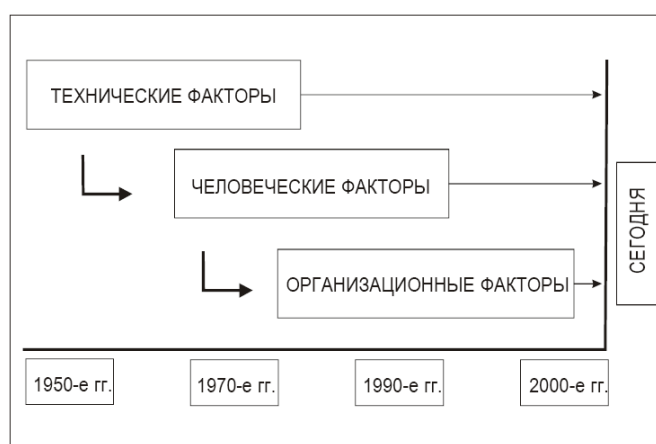 ТЕХНИЧЕСКИЕ ФАКТОРЫ
ЧЕЛОВЕЧЕСКИЕ ФАКТОРЫ
ОРГАНИЗАЦИОННЫЕ ФАКТОРЫ
СЕГОДНЯ
1950-е гг.
1970-е гг.
1990-е гг.
2000-е гг.